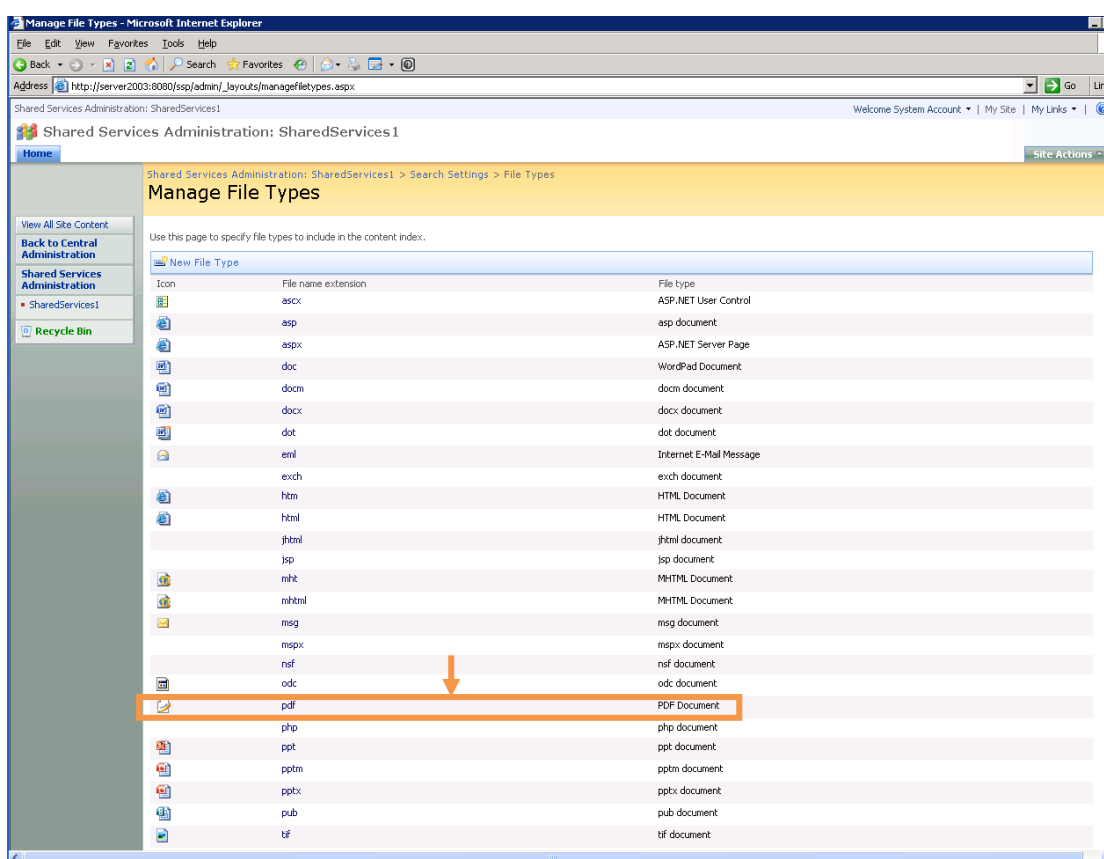 Manage File Types - Microsoft Internet Explorer
File Edit View Favorites Tools Help
Back Search Favorites
Address http://server2003:8080/ssp/admin/_layouts/managefiletypes.aspx Go
Shared Services Administration: SharedServices1 Welcome System Account | My Site | My Links |
Shared Services Administration: SharedServices1
Home Site Actions
Shared Services Administration: SharedServices1 > Search Settings > File Types
Manage File Types
View All Site Content
Back to Central
Administration
Shared Services
Administration
SharedServices1
Recycle Bin
Use this page to specify file types to include in the content index.
New File Type
Icon File name extension File type
ascx ASP.NET User Control
asp asp document
aspx ASP.NET Server Page
doc WordPad Document
docm docm document
docx docx document
dot dot document
eml Internet E-Mail Message
exch exch document
htm HTML Document
html HTML Document
jhtml jhtml document
jsp jsp document
mht MHTML Document
mhtml MHTML Document
msg msg document
mspx mspx document
nsf nsf document
odc odc document
pdf PDF Document
php php document
ppt ppt document
pptm pptm document
pptx pptx document
pub pub document
tif tif document